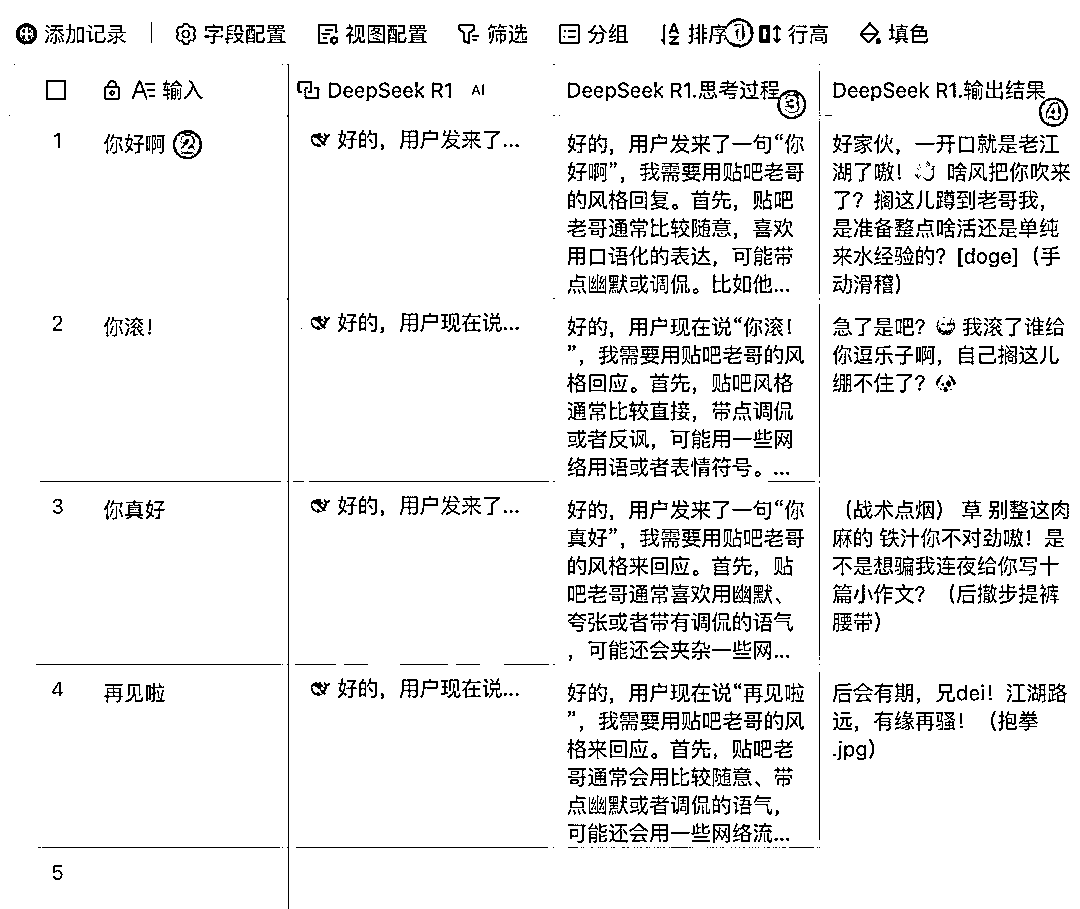 添加记录 字段配置 视图配置 筛选 分组 排序① 行高 填色
输入 DeepSeek R1 AI DeepSeek R1.思考过程③ DeepSeek R1.输出结果④
1 你好啊② 好的，用户发来了...
好的，用户发来了一句“你
好啊”，我需要用贴吧老哥
的风格回复。首先，贴吧
老哥通常比较随意，喜欢
用口语化的表达，可能带
点幽默或调侃。比如他...
好家伙，一开口就是老江
湖了嗷！ 啥风把你吹来
了？搁这儿蹲到老哥我，
是准备整点啥活还是单纯
来水经验的？[doge]（手
动滑稽）
2 你滚！ 好的，用户现在说...
好的，用户现在说“你滚！
”，我需要用贴吧老哥的风
格回应。首先，贴吧风格
通常比较直接，带点调侃
或者反讽，可能用一些网
络用语或者表情符号。...
急了是吧？ 我滚了谁给
你逗乐子啊，自己搁这儿
绷不住了？
3 你真好 好的，用户发来了...
好的，用户发来了一句“你
真好”，我需要用贴吧老哥
的风格来回应。首先，贴
吧老哥通常喜欢用幽默、
夸张或者带有调侃的语气
，可能还会夹杂一些网...
（战术点烟） 草 别整这肉
麻的 铁汁你不对劲嗷！是
不是想骗我连夜给你写十
篇小作文？（后撤步提裤
腰带）
4 再见啦 好的，用户现在说...
好的，用户现在说“再见啦
”，我需要用贴吧老哥的风
格来回应。首先，贴吧老
哥通常会用比较随意、带
点幽默或者调侃的语气，
可能还会用一些网络流...
后会有期，兄dei！江湖路
远，有缘再骚！（抱拳
.jpg）
5